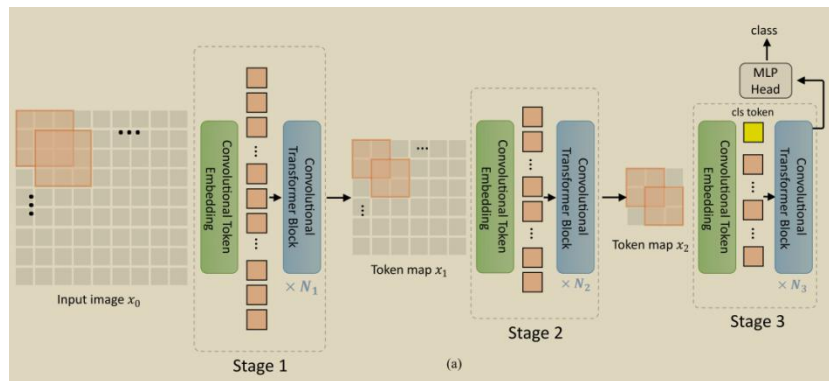 class
MLP
Head
cls token
Convolutional Token
Embedding
Convolutional
Transformer Block
× N₁
Convolutional Token
Embedding
Convolutional
Transformer Block
× N₂
Convolutional Token
Embedding
Convolutional
Transformer Block
× N₃
Input image x₀
Token map x₁
Token map x₂
Stage 1
Stage 2
Stage 3
(a)